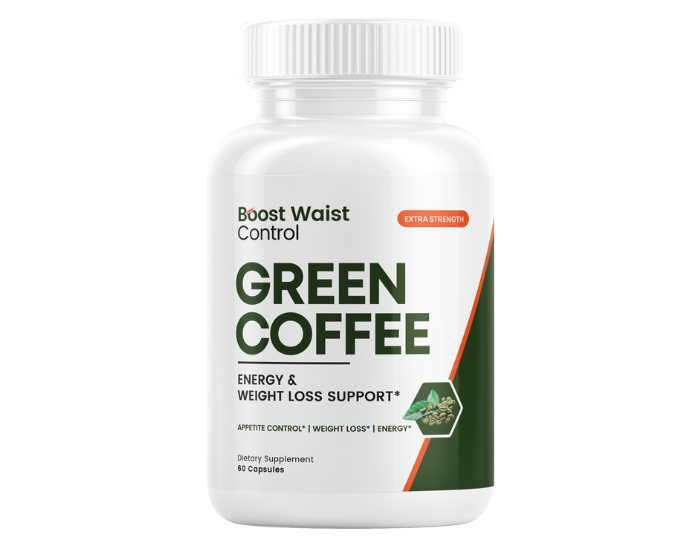 Boost Waist
Control
EXTRA STRENGTH
GREEN
COFFEE
ENERGY &
WEIGHT LOSS SUPPORT*
APPETITE CONTROL* | WEIGHT LOSS* | ENERGY*
Dietary Supplement
60 Capsules